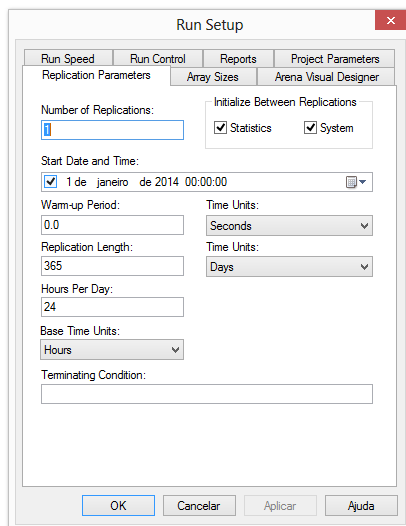 Run Setup
Run Speed Run Control Reports Project Parameters
Replication Parameters Array Sizes Arena Visual Designer
Number of Replications: Initialize Between Replications
1 Statistics System
Start Date and Time:
1 de janeiro de 2014 00:00:00
Warm-up Period: Time Units:
0.0 Seconds
Replication Length: Time Units:
365 Days
Hours Per Day:
24
Base Time Units:
Hours
Terminating Condition:
OK Cancelar Aplicar Ajuda